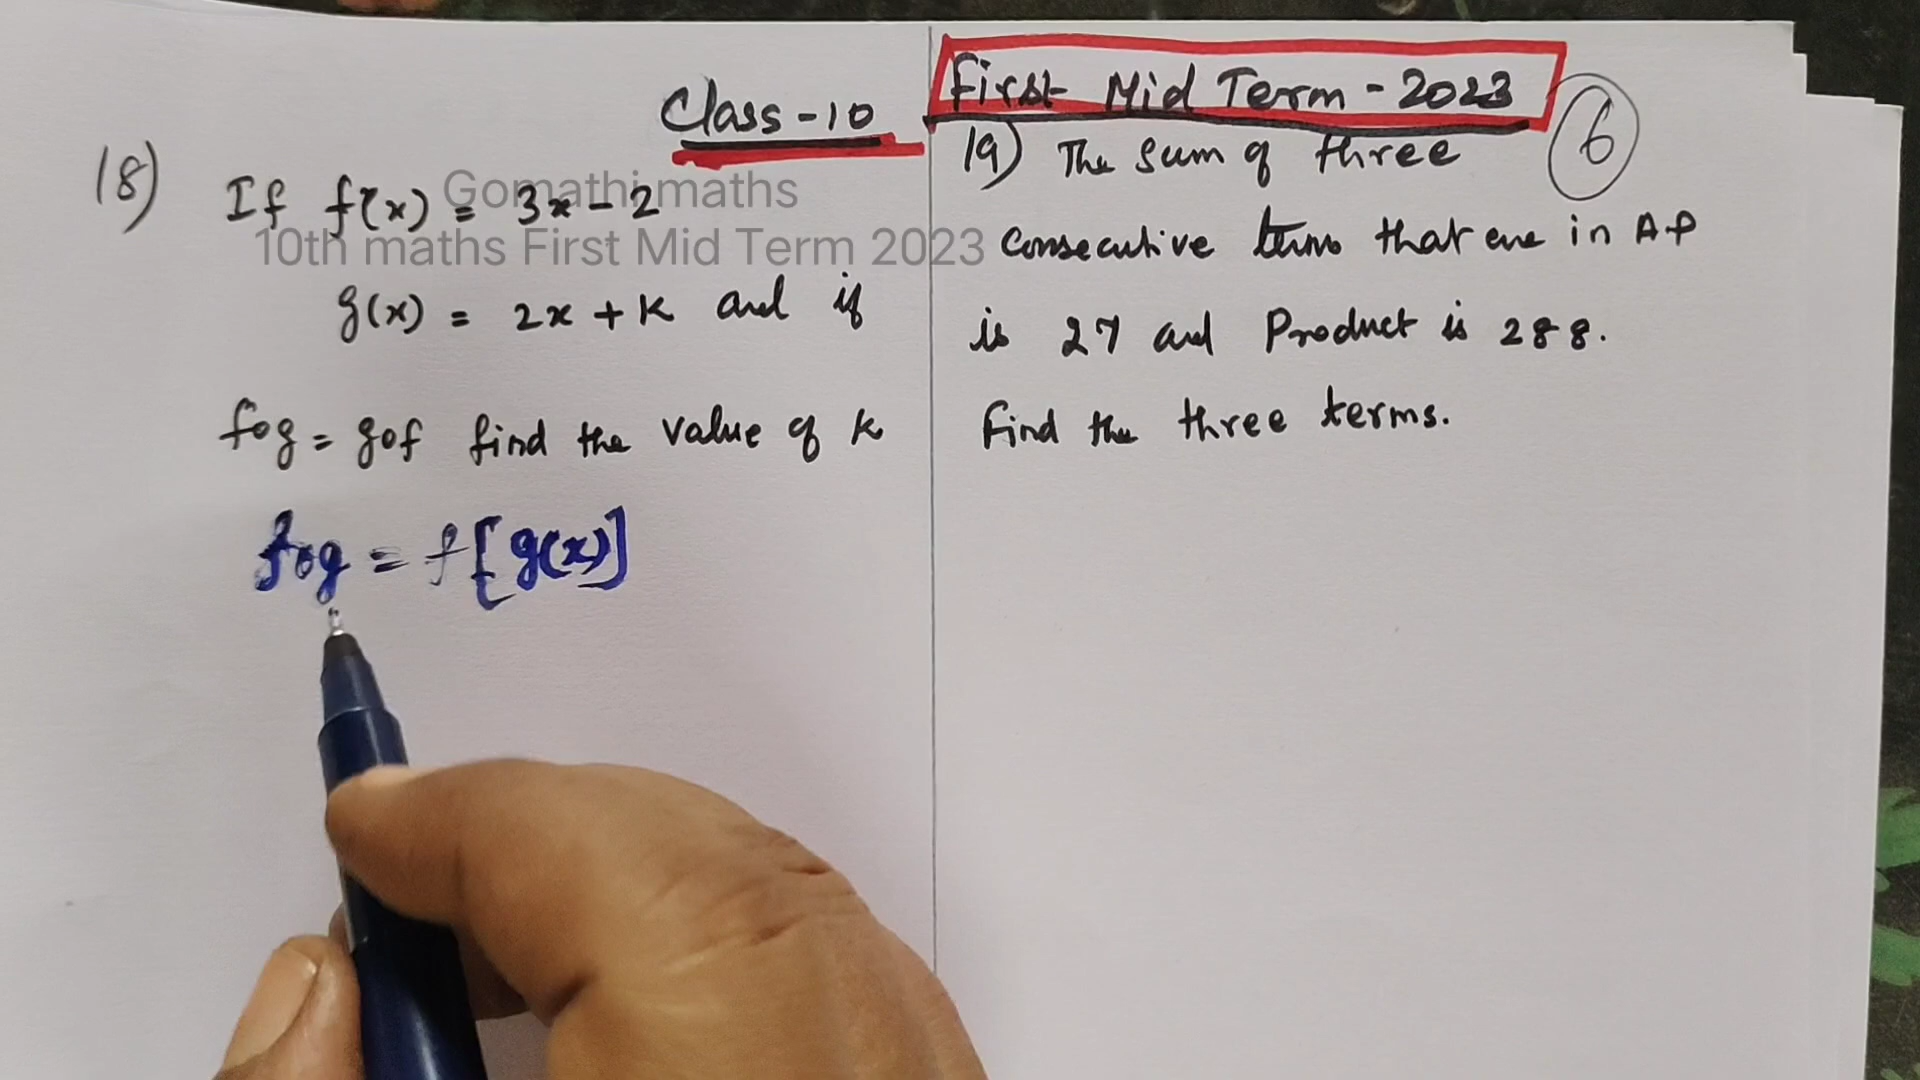 Class-10
18) If f(x) = 3x-2
g(x) = 2x+k and if
fog = gof find the value of k
fog = f[g(x)]
Gomathi maths
10th maths First Mid Term 2023
First Mid Term-2023
6
19) The sum of three
consecutive terms that are in A.P
is 27 and Product is 288.
Find the three terms.